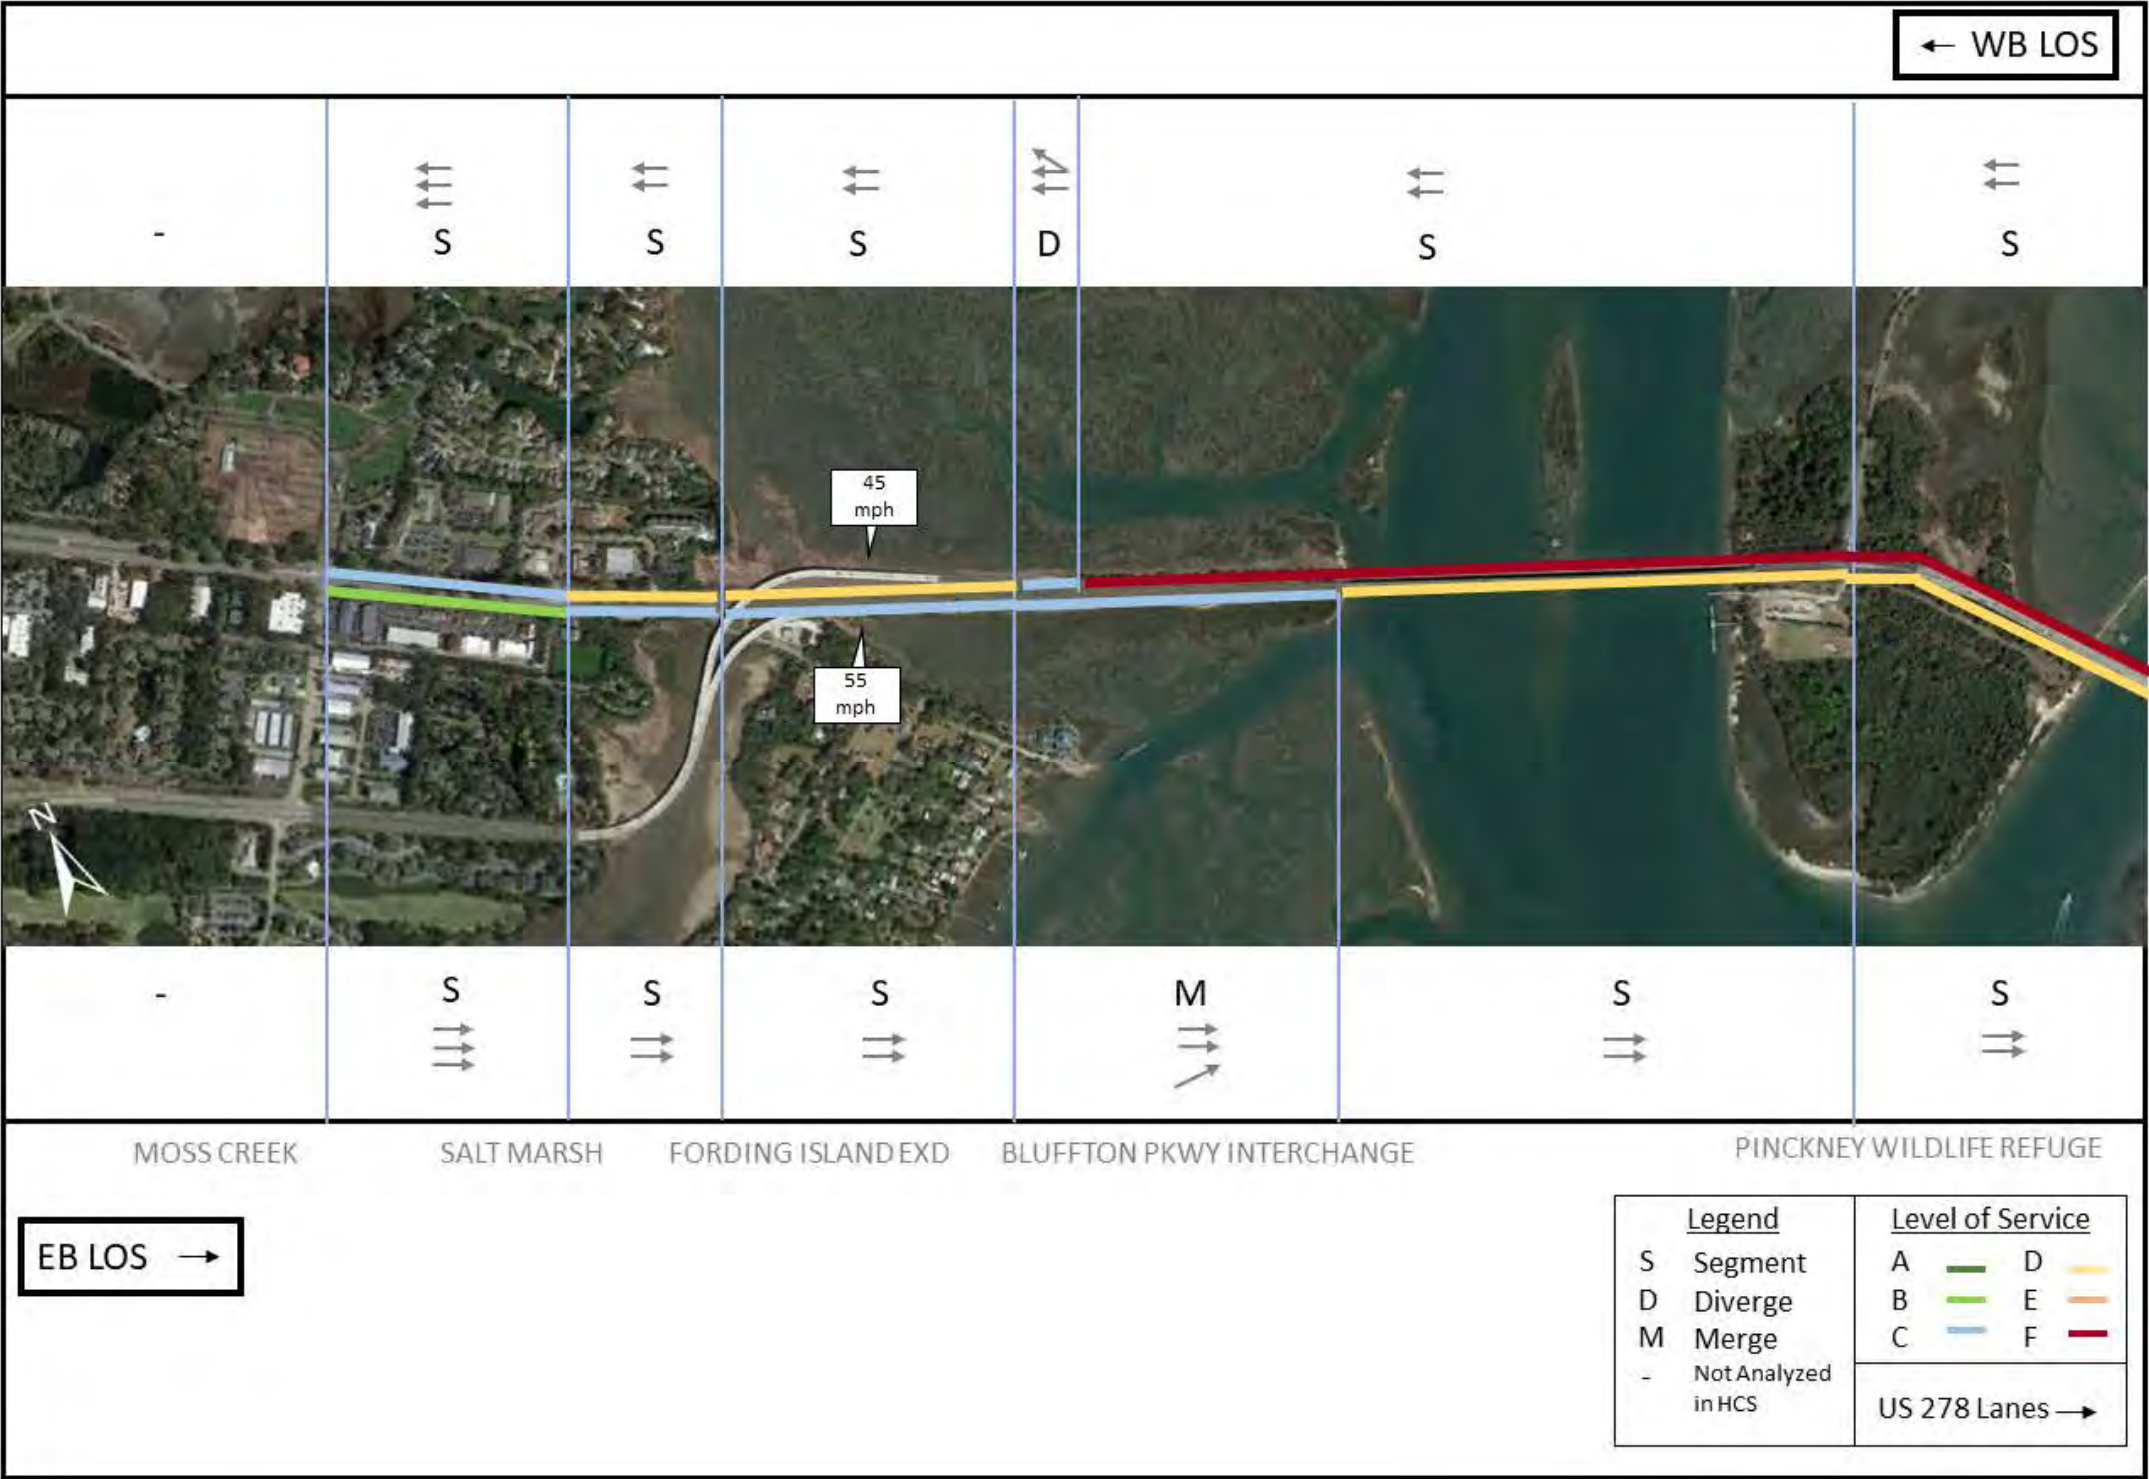 ← WB LOS
- S S S D S S
45
mph
55
mph
N
- S S S M S S
MOSS CREEK SALT MARSH FORDING ISLAND EXD BLUFFTON PKWY INTERCHANGE PINCKNEY WILDLIFE REFUGE
EB LOS →
Legend
S Segment
D Diverge
M Merge
- Not Analyzed
in HCS
Level of Service
A D
B E
C F
US 278 Lanes →